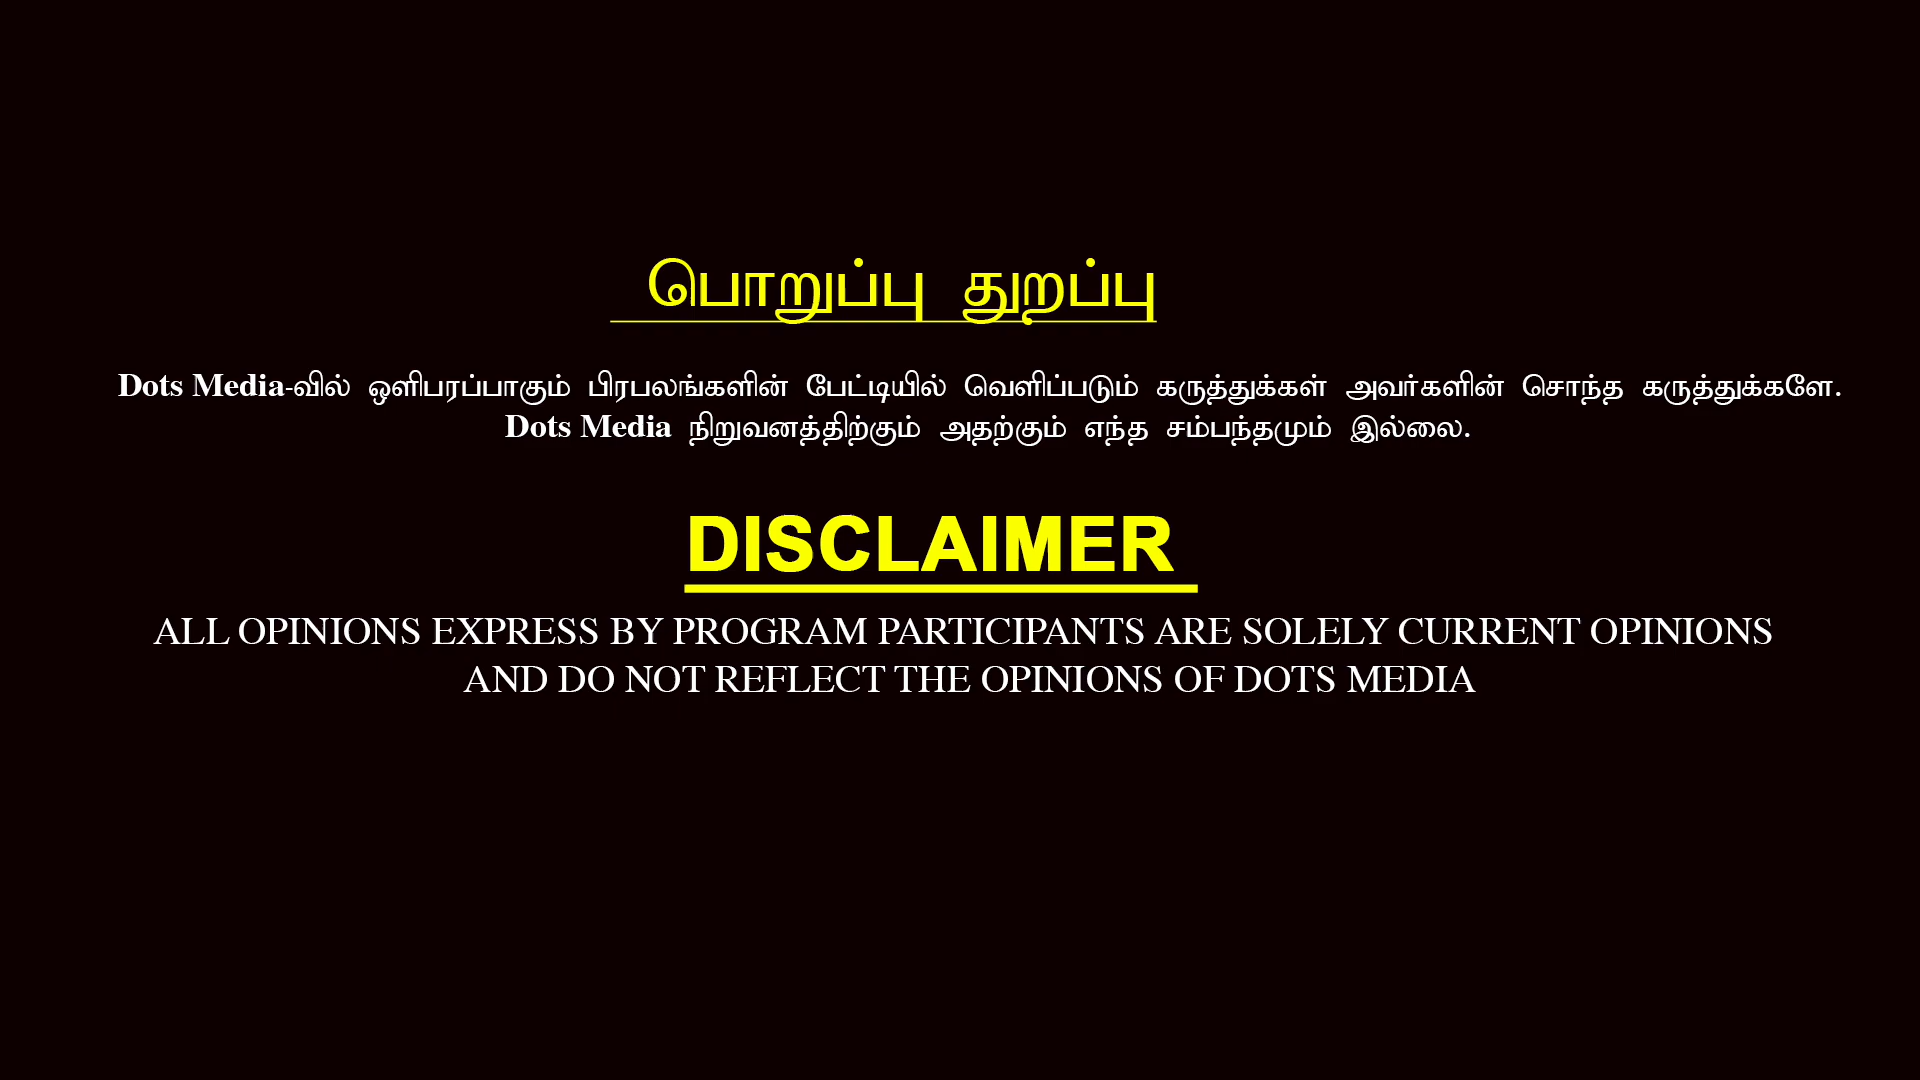 பொறுப்பு துறப்பு
Dots Media-வில் ஒளிபரப்பாகும் பிரபலங்களின் பேட்டியில் வெளிப்படும் கருத்துக்கள் அவர்களின் சொந்த கருத்துக்களே.
Dots Media நிறுவனத்திற்கும் அதற்கும் எந்த சம்பந்தமும் இல்லை.
DISCLAIMER
ALL OPINIONS EXPRESS BY PROGRAM PARTICIPANTS ARE SOLELY CURRENT OPINIONS
AND DO NOT REFLECT THE OPINIONS OF DOTS MEDIA